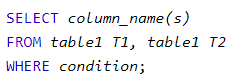 SELECT column_name(s)
FROM table1 T1, table1 T2
WHERE condition;